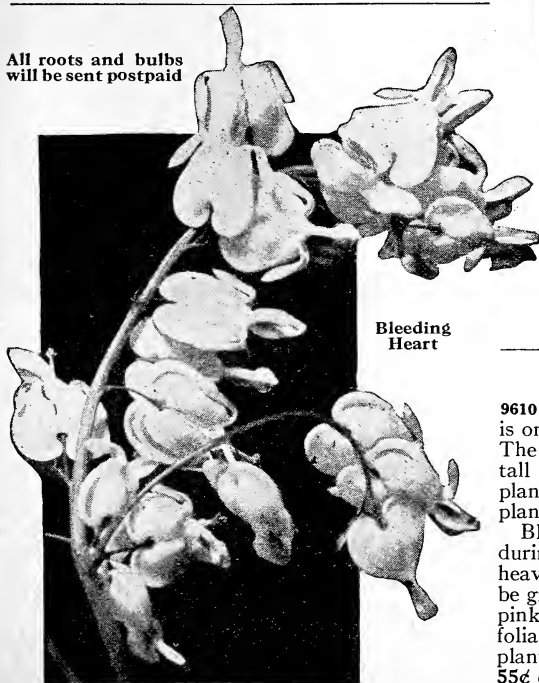 All roots and bulbs
will be sent postpaid
Bleeding
Heart
9610
is or
The
tall
plan
plan
Bl
duri
heav
be g
pink
folia
plan
55¢